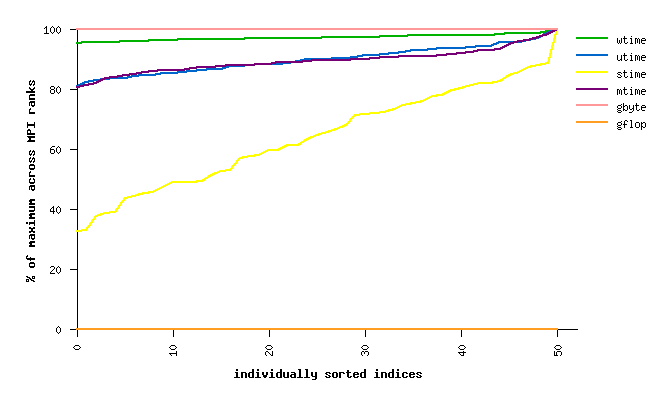 100
80
60
40
20
0
% of maximum across MPI ranks
0
10
20
30
40
50
individually sorted indices
wtime
utime
stime
mtime
gbyte
gflop